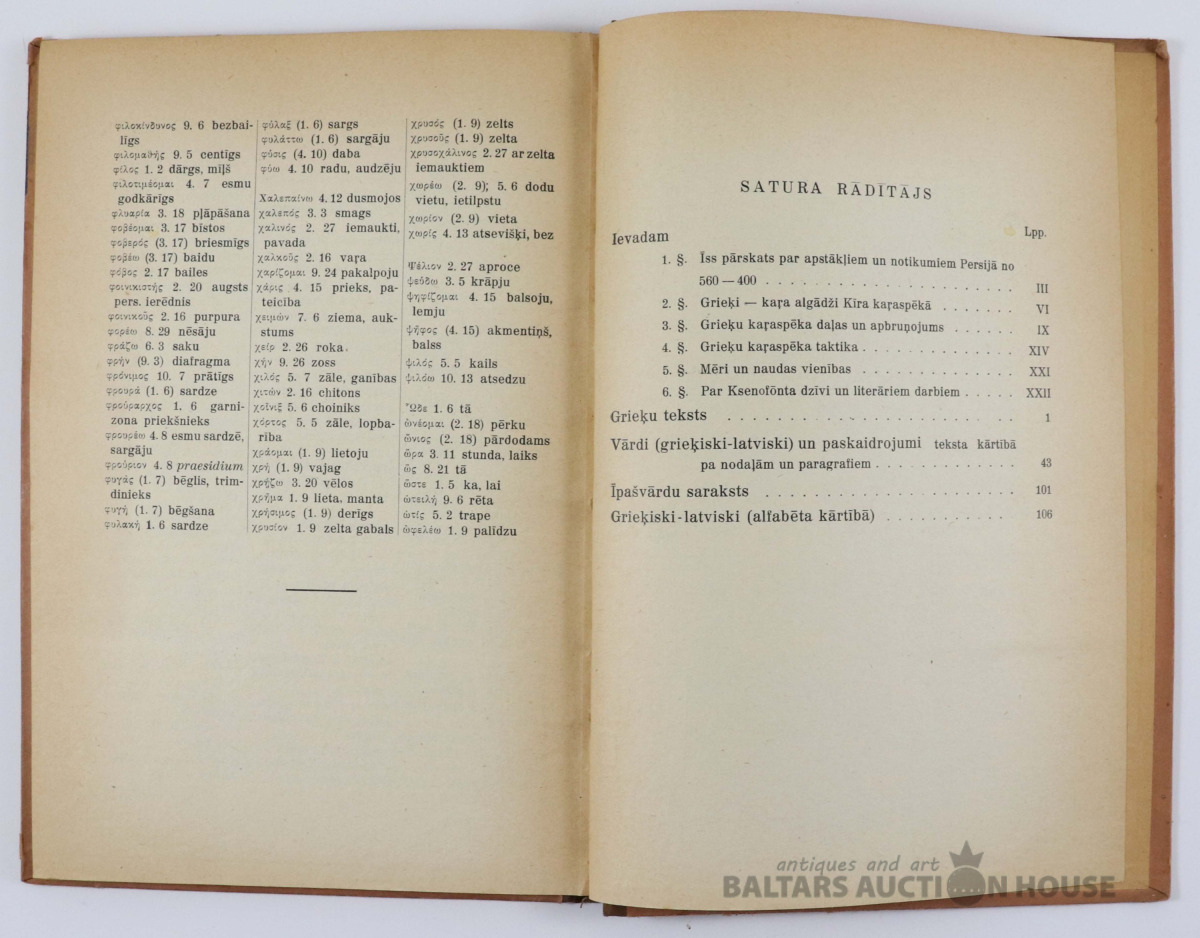 φιλοκίνδυνος 9. 6 bezbai-
līgs
φιλομαθής 9. 5 centīgs
φίλος 1. 2 dārgs, mīļš
φιλοτιμέομαι 4. 7 esmu
godkārīgs
φλυαρία 3. 18 pļāpāšana
φοβέομαι 3. 17 bīstos
φοβερός (3. 17) briesmīgs
φοβέω (3. 17) baidu
φόβος 2. 17 bailes
φοινικιστής 2. 20 augsts
pers. ierēdnis
φοινικοῦς 2. 16 purpura
φορέω 8. 29 nēsāju
φράζω 6. 3 saku
φρήν (9. 3) diafragma
φρόνιμος 10. 7 prātīgs
φρουρά (1. 6) sardze
φρούραρχος 1. 6 garni-
zona priekšnieks
φρουρέω 4. 8 esmu sardzē,
sargāju
φρούριον 4. 8 praesidium
φυγάς (1. 7) bēglis, trim-
dinieks
φυγή (1. 7) bēgšana
φυλακή 1. 6 sardze
φύλαξ (1. 6) sargs
φυλάττω (1. 6) sargāju
φύσις (4. 10) daba
φύω 4. 10 radu, audzēju
Χαλεπαίνω 4. 12 dusmojos
χαλεπός 3. 3 smags
χαλινός 2. 27 iemaukti,
pavada
χαλκοῦς 2. 16 vaŗa
χαρίζομαι 9. 24 pakalpoju
χάρις 4. 15 prieks, pa-
teicība
χειμών 7. 6 ziema, auk-
stums
χείρ 2. 26 roka
χήν 9. 26 zoss
χιλός 5. 7 zāle, ganības
χιτών 2. 16 chitons
χοῖνιξ 5. 6 choiniks
χόρτος 5. 5 zāle, lopba-
rība
χράομαι (1. 9) lietoju
χρή (1. 9) vajag
χρῄζω 3. 20 vēlos
χρῆμα 1. 9 lieta, manta
χρήσιμος (1. 9) derīgs
χρυσίον 1. 9 zelta gabals
χρυσός (1. 9) zelts
χρυσοῦς (1. 9) zelta
χρυσοχάλινος 2. 27 ar zelta
iemauktiem
χωρέω (2. 9); 5. 6 dodu
vietu, ietilpstu
χωρίον (2. 9) vieta
χωρίς 4. 13 atsevišķi, bez
Ψέλιον 2. 27 aproce
ψεύδω 3. 5 krāpju
ψηφίζομαι 4. 15 balsoju,
lemju
ψῆφος (4. 15) akmentiņš,
balss
ψιλός 5. 5 kails
ψιλόω 10. 13 atsedzu
Ὧδε 1. 6 tā
ὠνέομαι (2. 18) pērku
ὤνιος (2. 18) pārdodams
ὥρα 3. 11 stunda, laiks
ὥς 8. 21 tā
ὥστε 1. 5 ka, lai
ὠτειλή 9. 6 rēta
ὠτίς 5. 2 trape
ὠφελέω 1. 9 palīdzu
SATURA RĀDĪTĀJS
Lpp.
Ievadam
1. §. Īss pārskats par apstākļiem un notikumiem Persijā no
560 — 400 . . . . . . . . . . . . . . . . . III
2. §. Grieķi — kaŗa algādži Kīra kaŗaspēkā . . . . . . VI
3. §. Grieķu kaŗaspēka daļas un apbruņojums . . . . . . IX
4. §. Grieķu kaŗaspēka taktika . . . . . . . . . . . . . XIV
5. §. Mēri un naudas vienības . . . . . . . . . . . . . XXI
6. §. Par Ksenofōnta dzīvi un literāriem darbiem . . . . . XXII
Grieķu teksts . . . . . . . . . . . . . . . . . . . . 1
Vārdi (grieķiski-latviski) un paskaidrojumi teksta kārtībā
pa nodaļām un paragrafiem . . . . . . . . . . . . 43
Īpašvārdu saraksts . . . . . . . . . . . . . . . . . . 101
Grieķiski-latviski (alfabēta kārtībā) . . . . . . . . . . 106
antiques and art
BALTARS AUCTION HOUSE